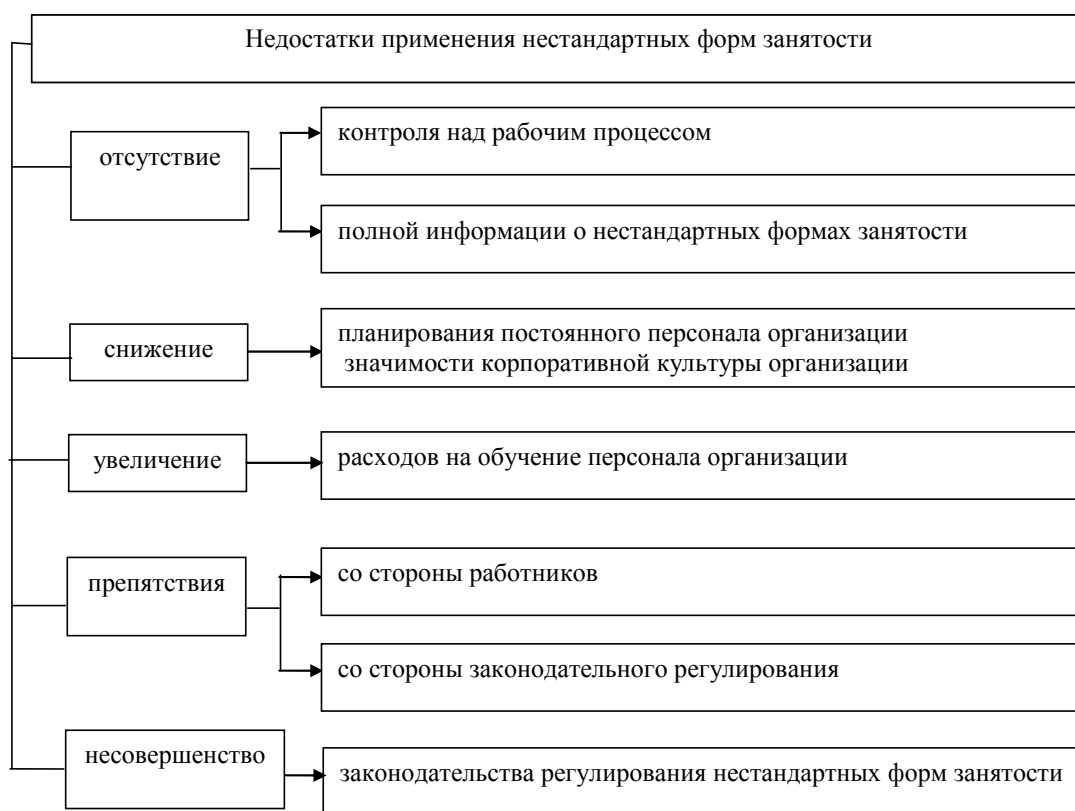 Недостатки применения нестандартных форм занятости
отсутствие
контроля над рабочим процессом
полной информации о нестандартных формах занятости
снижение
планирования постоянного персонала организации
значимости корпоративной культуры организации
увеличение
расходов на обучение персонала организации
препятствия
со стороны работников
со стороны законодательного регулирования
несовершенство
законодательства регулирования нестандартных форм занятости